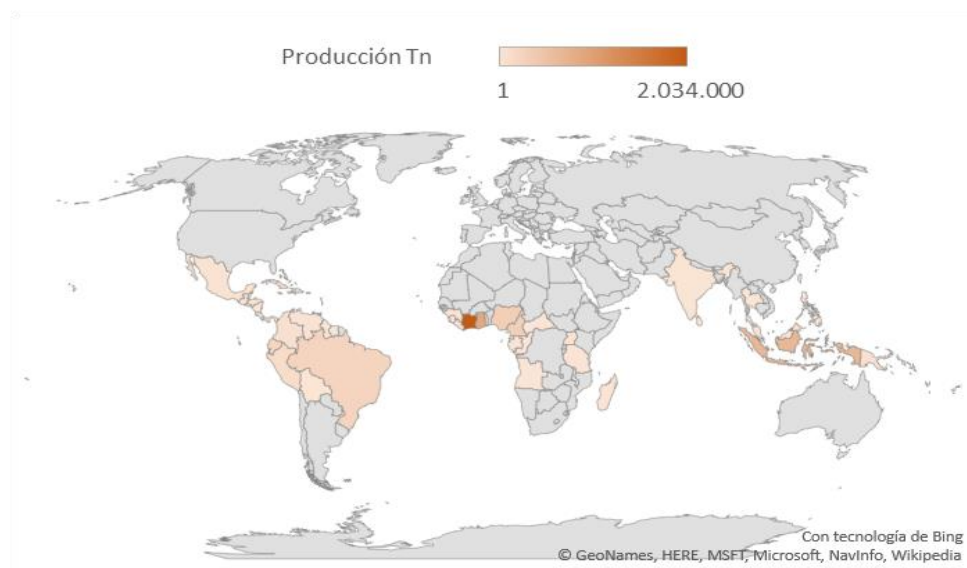 Producción Tn
1 2.034.000
Con tecnología de Bing
© GeoNames, HERE, MSFT, Microsoft, NavInfo, Wikipedia